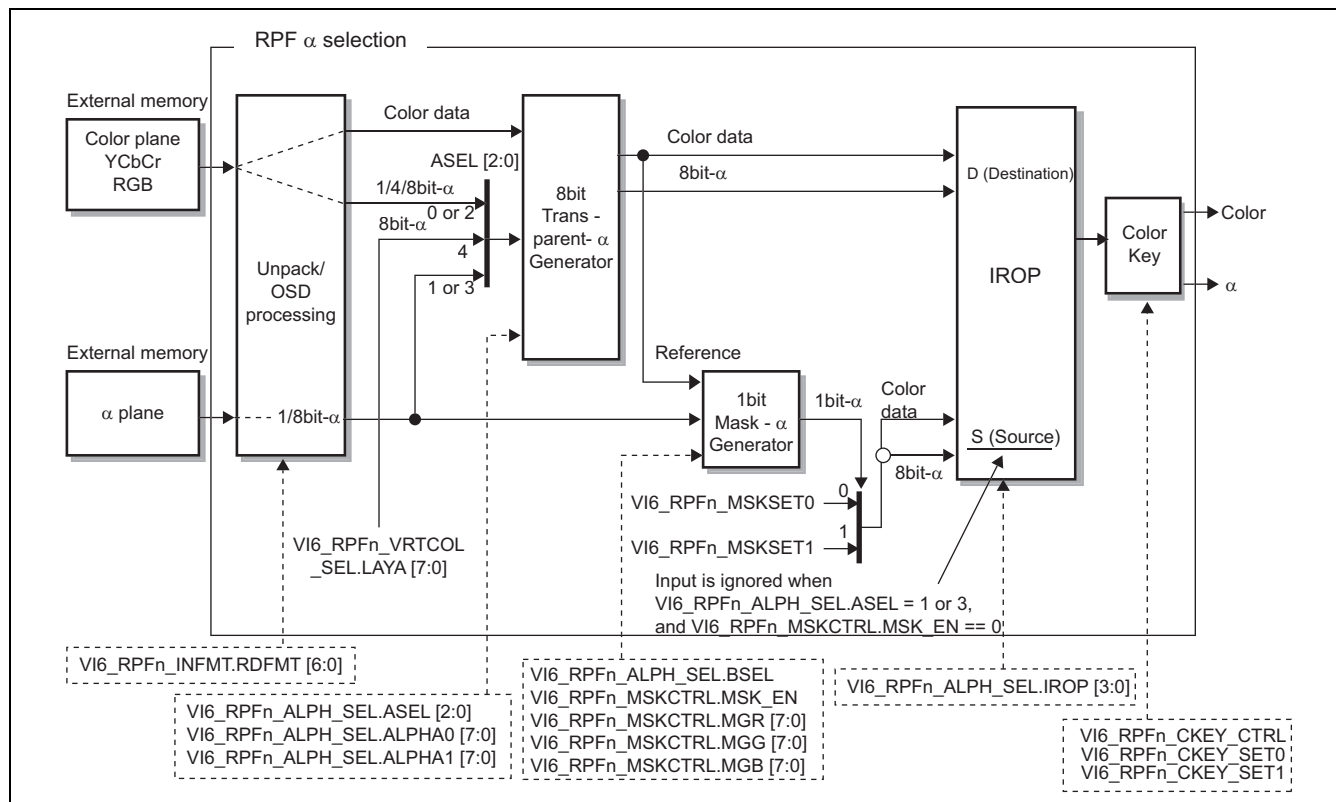 RPF α selection
External memory
Color plane
YCbCr
RGB
External memory
α plane
Unpack/
OSD
processing
1/8bit-α
Color data
ASEL [2:0]
1/4/8bit-α
0 or 2
8bit-α
4
1 or 3
8bit
Trans -
parent- α
Generator
Color data
8bit-α
Reference
1bit
Mask - α
Generator
1bit-α
Color
data
8bit-α
D (Destination)
IROP
S (Source)
Color
Key
Color
α
0
VI6_RPFn_MSKSET0
1
VI6_RPFn_MSKSET1
VI6_RPFn_VRTCOL
_SEL.LAYA [7:0]
Input is ignored when
VI6_RPFn_ALPH_SEL.ASEL = 1 or 3,
and VI6_RPFn_MSKCTRL.MSK_EN == 0
VI6_RPFn_INFMT.RDFMT [6:0]
VI6_RPFn_ALPH_SEL.ASEL [2:0]
VI6_RPFn_ALPH_SEL.ALPHA0 [7:0]
VI6_RPFn_ALPH_SEL.ALPHA1 [7:0]
VI6_RPFn_ALPH_SEL.BSEL
VI6_RPFn_MSKCTRL.MSK_EN
VI6_RPFn_MSKCTRL.MGR [7:0]
VI6_RPFn_MSKCTRL.MGG [7:0]
VI6_RPFn_MSKCTRL.MGB [7:0]
VI6_RPFn_ALPH_SEL.IROP [3:0]
VI6_RPFn_CKEY_CTRL
VI6_RPFn_CKEY_SET0
VI6_RPFn_CKEY_SET1